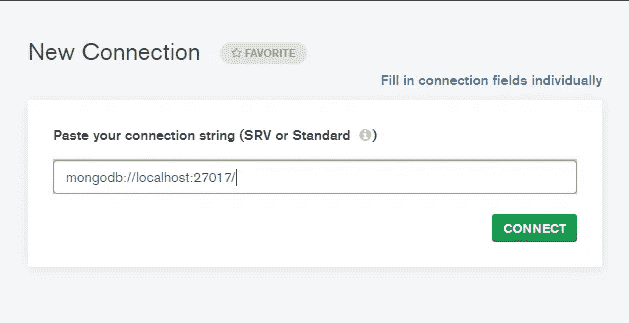 New Connection
FAVORITE
Fill in connection fields individually
Paste your connection string (SRV or Standard)
mongodb://localhost:27017/
CONNECT